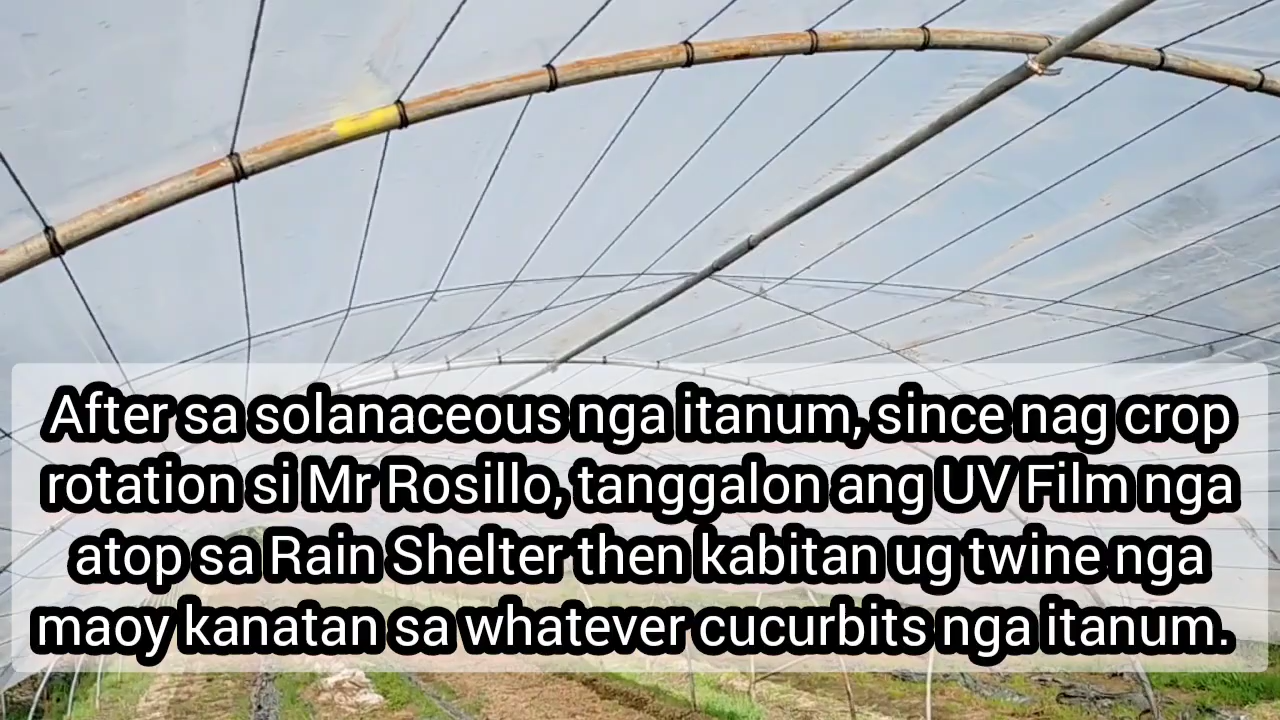 After sa solanaceous nga itanum, since nag crop
rotation si Mr Rosillo, tanggalon ang UV Film nga
atop sa Rain Shelter then kabitan ug twine nga
maoy kanatan sa whatever cucurbits nga itanum.